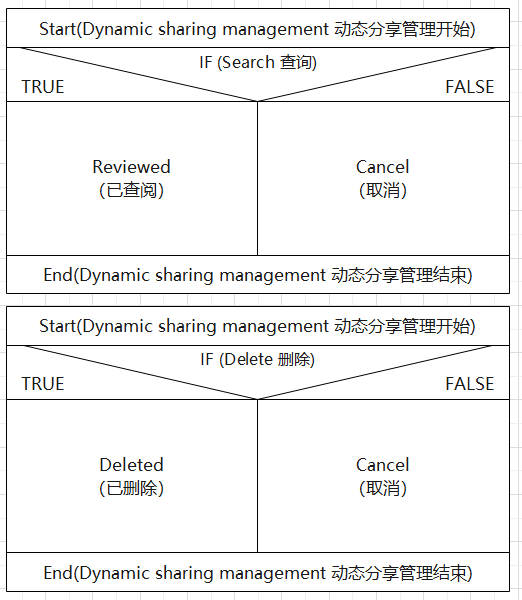 Start(Dynamic sharing management 动态分享管理开始)
IF (Search 查询)
TRUE
FALSE
Reviewed
(已查阅)
Cancel
(取消)
End(Dynamic sharing management 动态分享管理结束)
Start(Dynamic sharing management 动态分享管理开始)
IF (Delete 删除)
TRUE
FALSE
Deleted
(已删除)
Cancel
(取消)
End(Dynamic sharing management 动态分享管理结束)